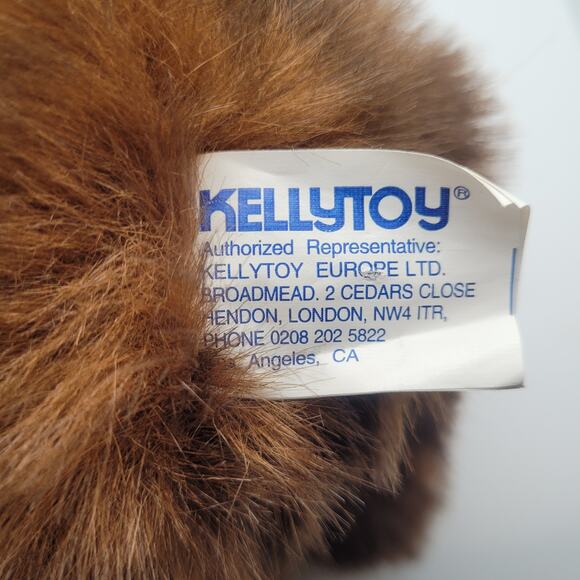 KELLYTOY®
Authorized Representative:
KELLYTOY EUROPE LTD.
BROADMEAD. 2 CEDARS CLOSE
HENDON, LONDON, NW4 ITR,
PHONE 0208 202 5822
Angeles, CA